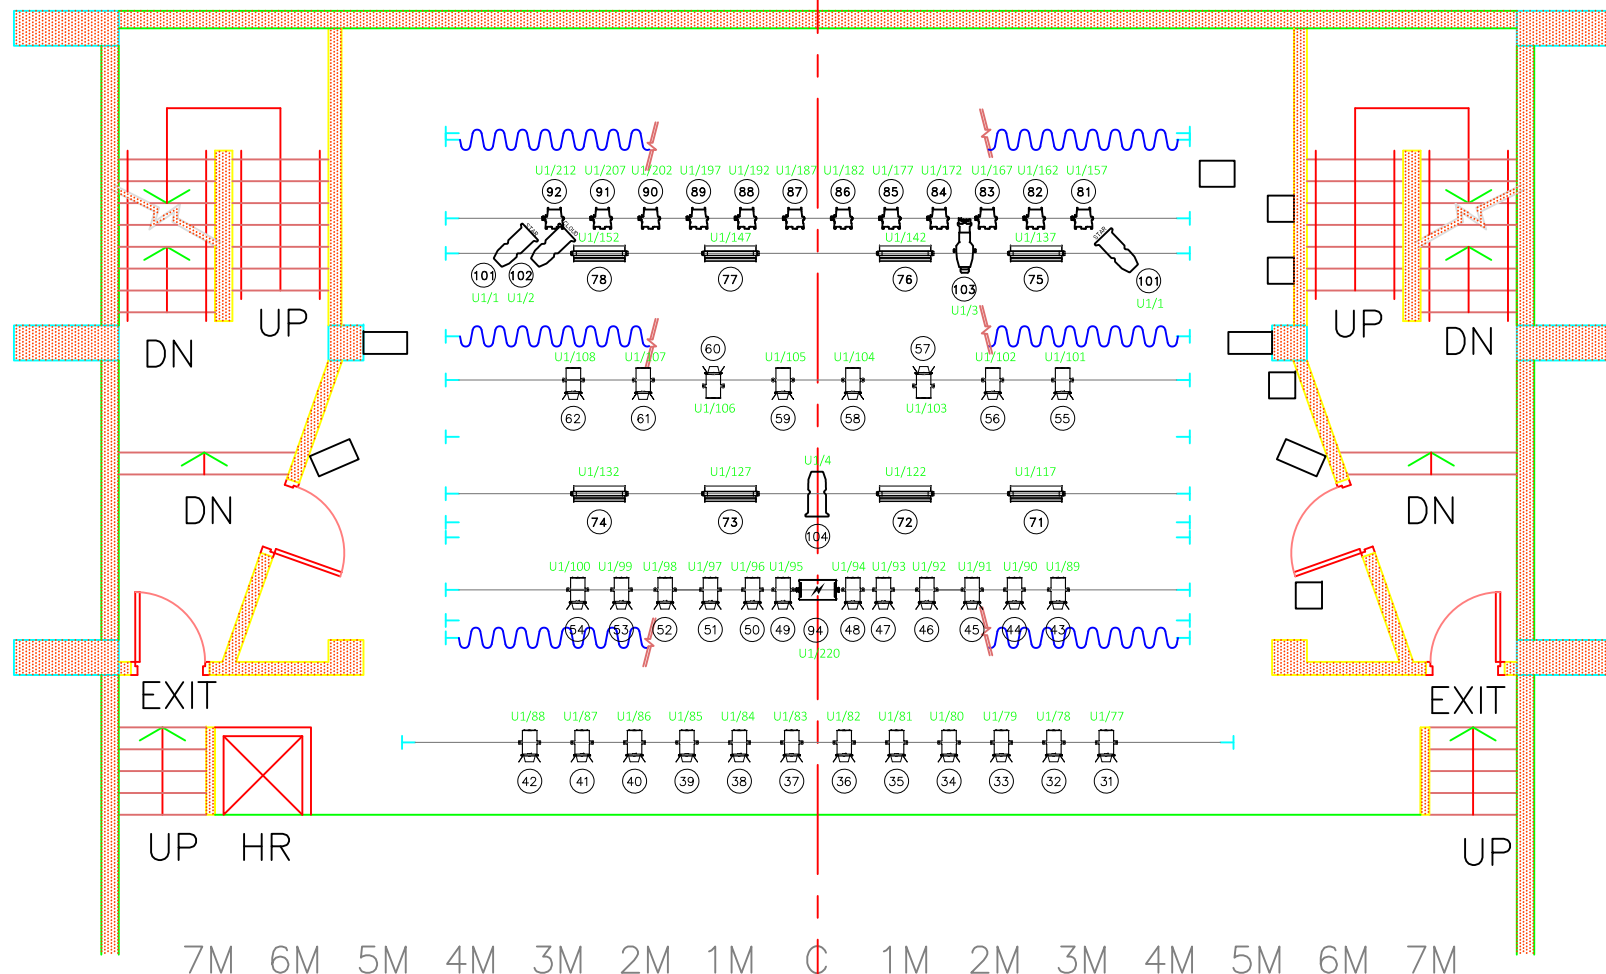 U1/212 U1/207 U1/202 U1/197 U1/192 U1/187 U1/182 U1/177 U1/172 U1/167 U1/162 U1/157
92 91 90 89 88 87 86 85 84 83 82 81
STAR CLOUD STAR
U1/152 U1/147 U1/142 U1/137
101 102 78 77 76 103 75 101
U1/1 U1/2 U1/3 U1/1
UP UP
DN DN
60 57
U1/108 U1/107 U1/105 U1/104 U1/102 U1/101
U1/106 U1/103
62 61 59 58 56 55
U1/4
U1/132 U1/127 U1/122 U1/117
DN DN
74 73 72 71
104
U1/100 U1/99 U1/98 U1/97 U1/96 U1/95 U1/94 U1/93 U1/92 U1/91 U1/90 U1/89
54 53 52 51 50 49 94 48 47 46 45 44 43
U1/220
EXIT EXIT
U1/88 U1/87 U1/86 U1/85 U1/84 U1/83 U1/82 U1/81 U1/80 U1/79 U1/78 U1/77
42 41 40 39 38 37 36 35 34 33 32 31
UP HR UP
7M 6M 5M 4M 3M 2M 1M C 1M 2M 3M 4M 5M 6M 7M